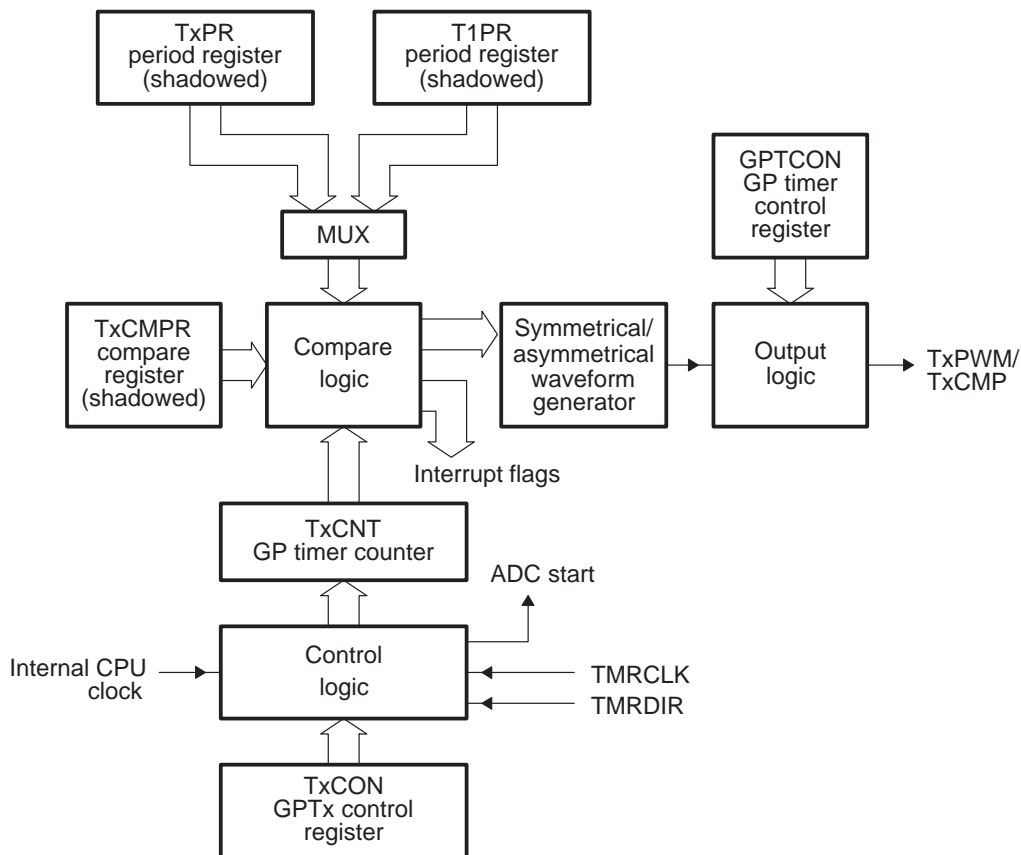 TxPR
period register
(shadowed)
T1PR
period register
(shadowed)
GPTCON
GP timer
control
register
MUX
TxCMPR
compare
register
(shadowed)
Compare
logic
Symmetrical/
asymmetrical
waveform
generator
Output
logic
TxPWM/
TxCMP
Interrupt flags
TxCNT
GP timer counter
ADC start
Internal CPU
clock
Control
logic
TMRCLK
TMRDIR
TxCON
GPTx control
register